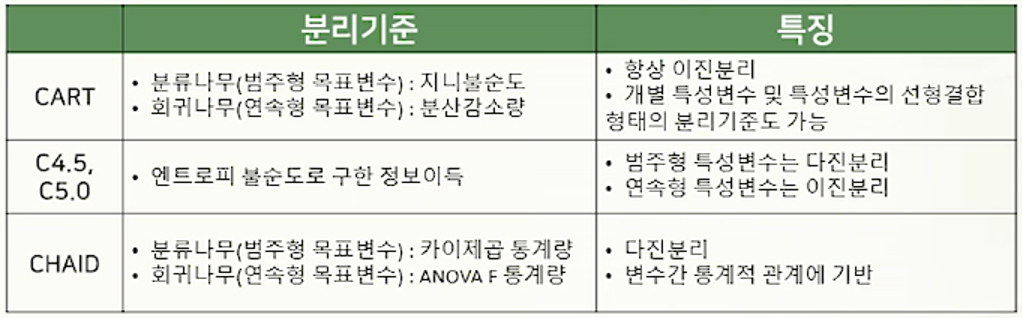 분리기준 특징
CART
• 분류나무(범주형 목표변수) : 지니불순도
• 회귀나무(연속형 목표변수) : 분산감소량
• 항상 이진분리
• 개별 특성변수 및 특성변수의 선형결합
형태의 분리기준도 가능
C4.5,
C5.0
• 엔트로피 불순도로 구한 정보이득
• 범주형 특성변수는 다진분리
• 연속형 특성변수는 이진분리
CHAID
• 분류나무(범주형 목표변수) : 카이제곱 통계량
• 회귀나무(연속형 목표변수) : ANOVA F 통계량
• 다진분리
• 변수간 통계적 관계에 기반